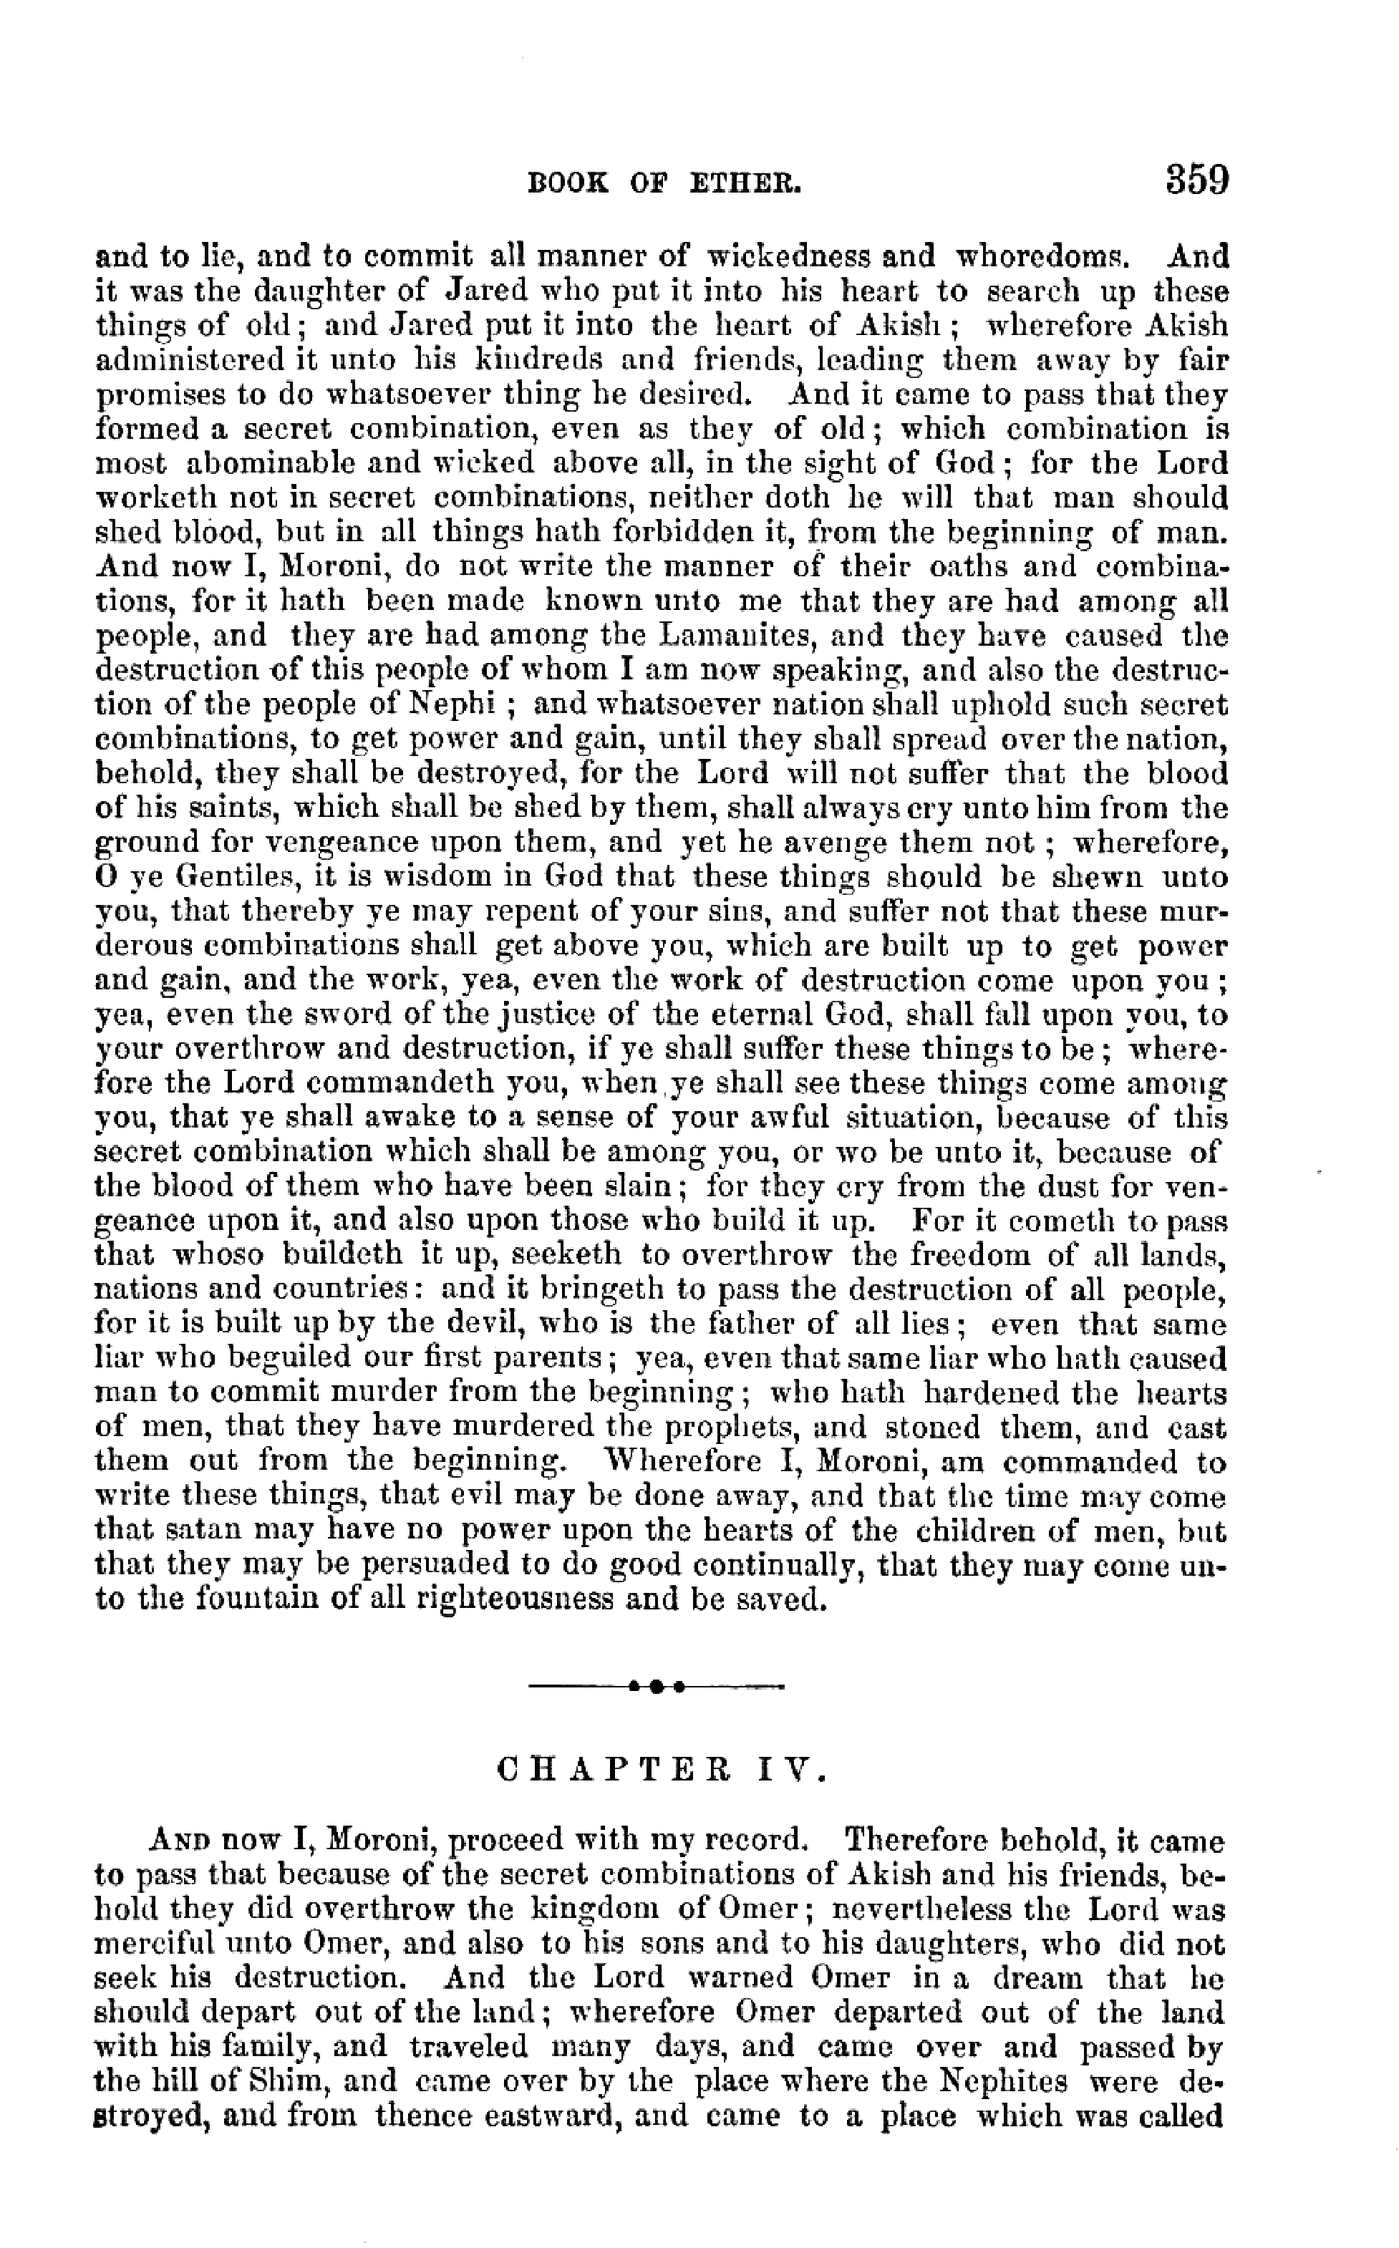 BOOK OF ETHER. 359
and to lie, and to commit all manner of wickedness and whoredoms. And
it was the daughter of Jared who put it into his heart to search up these
things of old; and Jared put it into the heart of Akish; wherefore Akish
administered it unto his kindreds and friends, leading them away by fair
promises to do whatsoever thing he desired. And it came to pass that they
formed a secret combination, even as they of old; which combination is
most abominable and wicked above all, in the sight of God; for the Lord
worketh not in secret combinations, neither doth he will that man should
shed blood, but in all things hath forbidden it, from the beginning of man.
And now I, Moroni, do not write the manner of their oaths and combina-
tions, for it hath been made known unto me that they are had among all
people, and they are had among the Lamanites, and they have caused the
destruction of this people of whom I am now speaking, and also the destruc-
tion of the people of Nephi; and whatsoever nation shall uphold such secret
combinations, to get power and gain, until they shall spread over the nation,
behold, they shall be destroyed, for the Lord will not suffer that the blood
of his saints, which shall be shed by them, shall always cry unto him from the
ground for vengeance upon them, and yet he avenge them not; wherefore,
O ye Gentiles, it is wisdom in God that these things should be shewn unto
you, that thereby ye may repent of your sins, and suffer not that these mur-
derous combinations shall get above you, which are built up to get power
and gain, and the work, yea, even the work of destruction come upon you;
yea, even the sword of the justice of the eternal God, shall fall upon you, to
your overthrow and destruction, if ye shall suffer these things to be; where-
fore the Lord commandeth you, when ye shall see these things come among
you, that ye shall awake to a sense of your awful situation, because of this
secret combination which shall be among you, or wo be unto it, because of
the blood of them who have been slain; for they cry from the dust for ven-
geance upon it, and also upon those who build it up. For it cometh to pass
that whoso buildeth it up, seeketh to overthrow the freedom of all lands,
nations and countries: and it bringeth to pass the destruction of all people,
for it is built up by the devil, who is the father of all lies; even that same
liar who beguiled our first parents; yea, even that same liar who hath caused
man to commit murder from the beginning; who hath hardened the hearts
of men, that they have murdered the prophets, and stoned them, and cast
them out from the beginning. Wherefore I, Moroni, am commanded to
write these things, that evil may be done away, and that the time may come
that satan may have no power upon the hearts of the children of men, but
that they may be persuaded to do good continually, that they may come un-
to the fountain of all righteousness and be saved.
CHAPTER IV.
AND now I, Moroni, proceed with my record. Therefore behold, it came
to pass that because of the secret combinations of Akish and his friends, be-
hold they did overthrow the kingdom of Omer; nevertheless the Lord was
merciful unto Omer, and also to his sons and to his daughters, who did not
seek his destruction. And the Lord warned Omer in a dream that he
should depart out of the land; wherefore Omer departed out of the land
with his family, and traveled many days, and came over and passed by
the hill of Shim, and came over by the place where the Nephites were de-
stroyed, and from thence eastward, and came to a place which was called